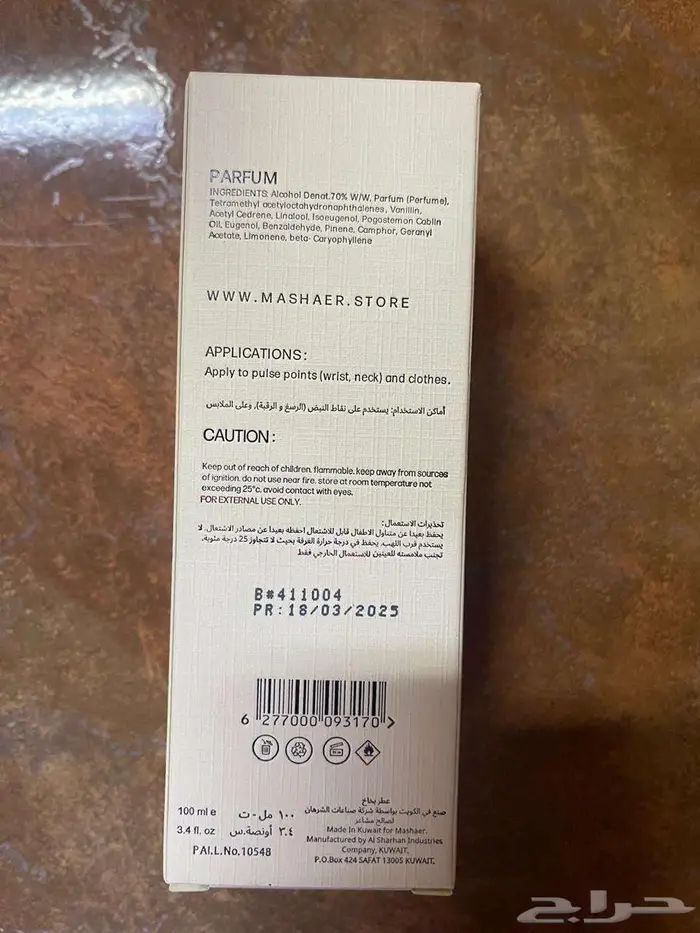 PARFUM
INGREDIENTS: Alcohol Denat.70% W/W, Parfum (Perfume),
Tetramethyl acetyloctahydronaphthalenes, Vanillin,
Acetyl Cedrene, Linalool, Isoeugenol, Pogostemon Cablin
Oil, Eugenol, Benzaldehyde, Pinene, Camphor, Geranyl
Acetate, Limonene, beta- Caryophyllene
WWW.MASHAER.STORE
APPLICATIONS:
Apply to pulse points (wrist, neck) and clothes.
أماكن الاستخدام: يستخدم على نقاط النبض (الرسغ و الرقبة), وعلى الملابس
CAUTION:
Keep out of reach of children. flammable. keep away from sources
of ignition. do not use near fire. store at room temperature not
exceeding 25°c. avoid contact with eyes.
FOR EXTERNAL USE ONLY.
تحذيرات الاستعمال:
يحفظ بعيدا عن متناول الاطفال قابل للاشتعال احفظه بعيدا عن مصادر الاشتعال. لا
يستخدم قرب اللهب. يحفظ في درجة حرارة الغرفة بحيث لا تتجاوز 25 درجة مئوية.
تجنب ملامسته للعينين للاستعمال الخارجي فقط
B#411004
PR:18/03/2025
6 277000 093170 >
100 ml e
١٠٠ مل-ت
3.4 fl. oz
٣.٤ أونصة.س
PAI.L.No.10548
عطر بخاخ
صنع في الكويت بواسطة شركة صناعات الشرهان
لصالح مشاعر
Made In Kuwait for Mashaer.
Manufactured by Al Sharhan Industries
Company, KUWAIT.
P.O.Box 424 SAFAT 13005 KUWAIT.
حراج